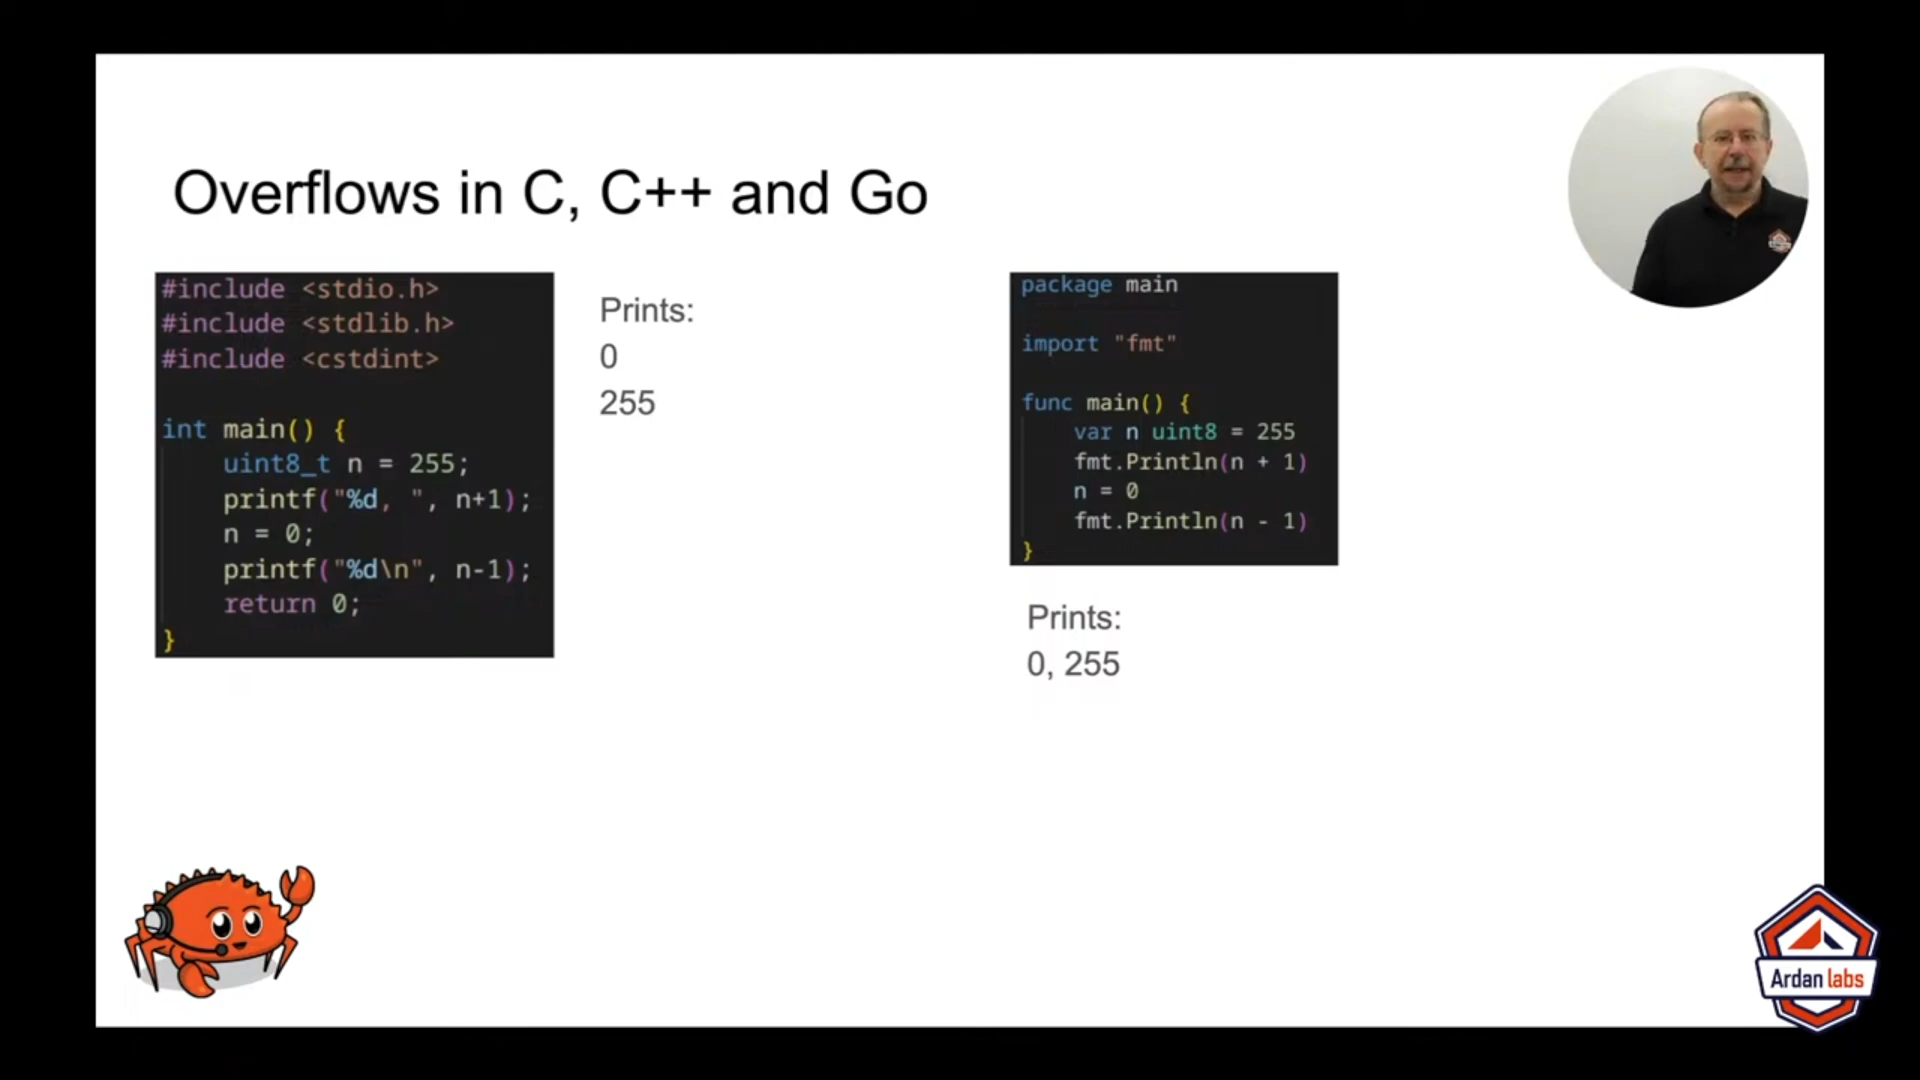 Overflows in C, C++ and Go
#include <stdio.h>
#include <stdlib.h>
#include <cstdint>
int main() {
uint8_t n = 255;
printf("%d, ", n+1);
n = 0;
printf("%d\n", n-1);
return 0;
}
Prints:
0
255
package main
import "fmt"
func main() {
var n uint8 = 255
fmt.Println(n + 1)
n = 0
fmt.Println(n - 1)
}
Prints:
0, 255
Ardan labs